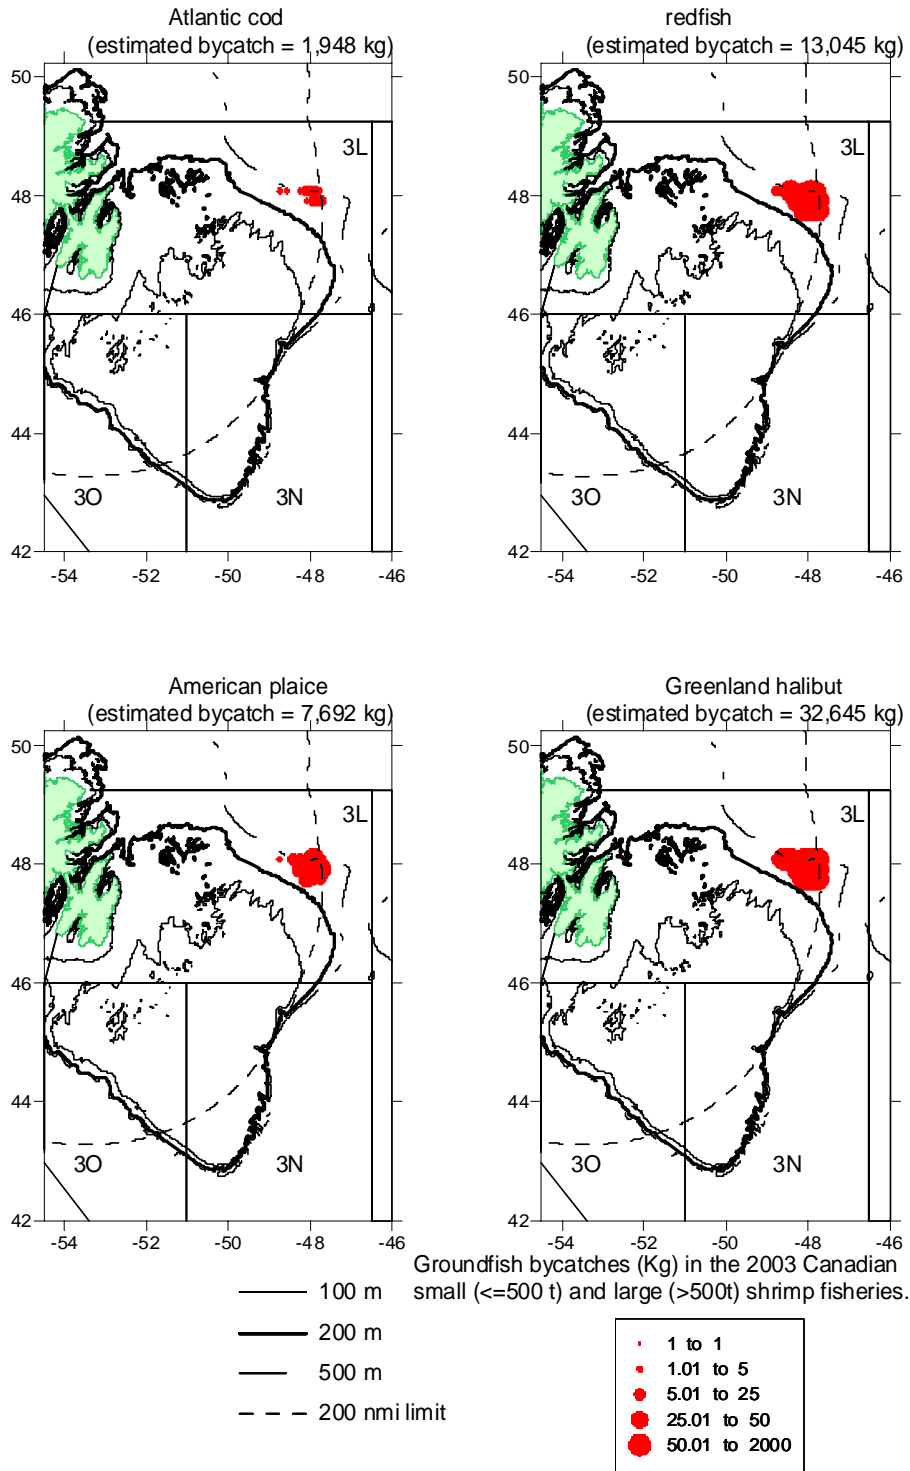 Atlantic cod
(estimated bycatch = 1,948 kg)
redfish
(estimated bycatch = 13,045 kg)
50
48
46
44
42
3L
3O
3N
-54
-52
-50
-48
-46
50
48
46
44
42
3L
3O
3N
-54
-52
-50
-48
-46
American plaice
(estimated bycatch = 7,692 kg)
Greenland halibut
(estimated bycatch = 32,645 kg)
50
48
46
44
42
3L
3O
3N
-54
-52
-50
-48
-46
50
48
46
44
42
3L
3O
3N
-54
-52
-50
-48
-46
100 m
200 m
500 m
200 nmi limit
Groundfish bycatches (Kg) in the 2003 Canadian
small (<=500 t) and large (>500t) shrimp fisheries.
1 to 1
1.01 to 5
5.01 to 25
25.01 to 50
50.01 to 2000